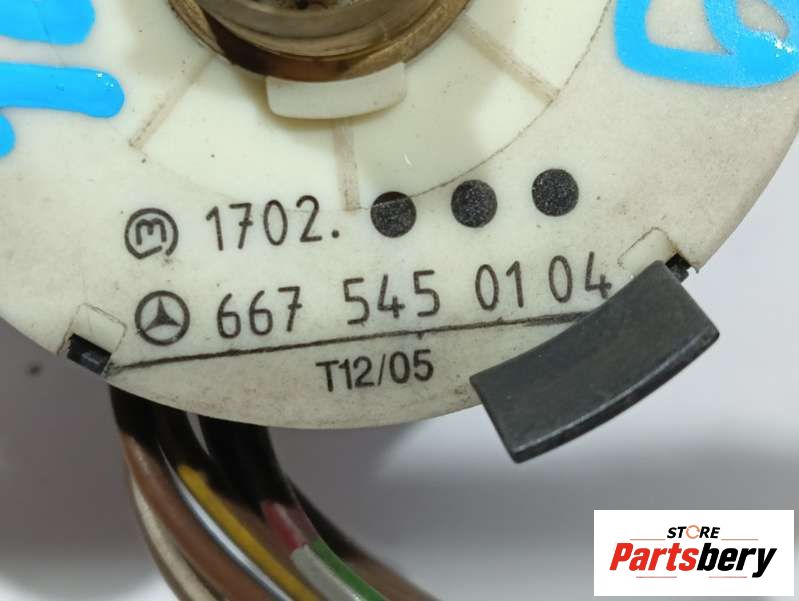 1702.
667 545 01 04
T12/05
STORE
Partsbery